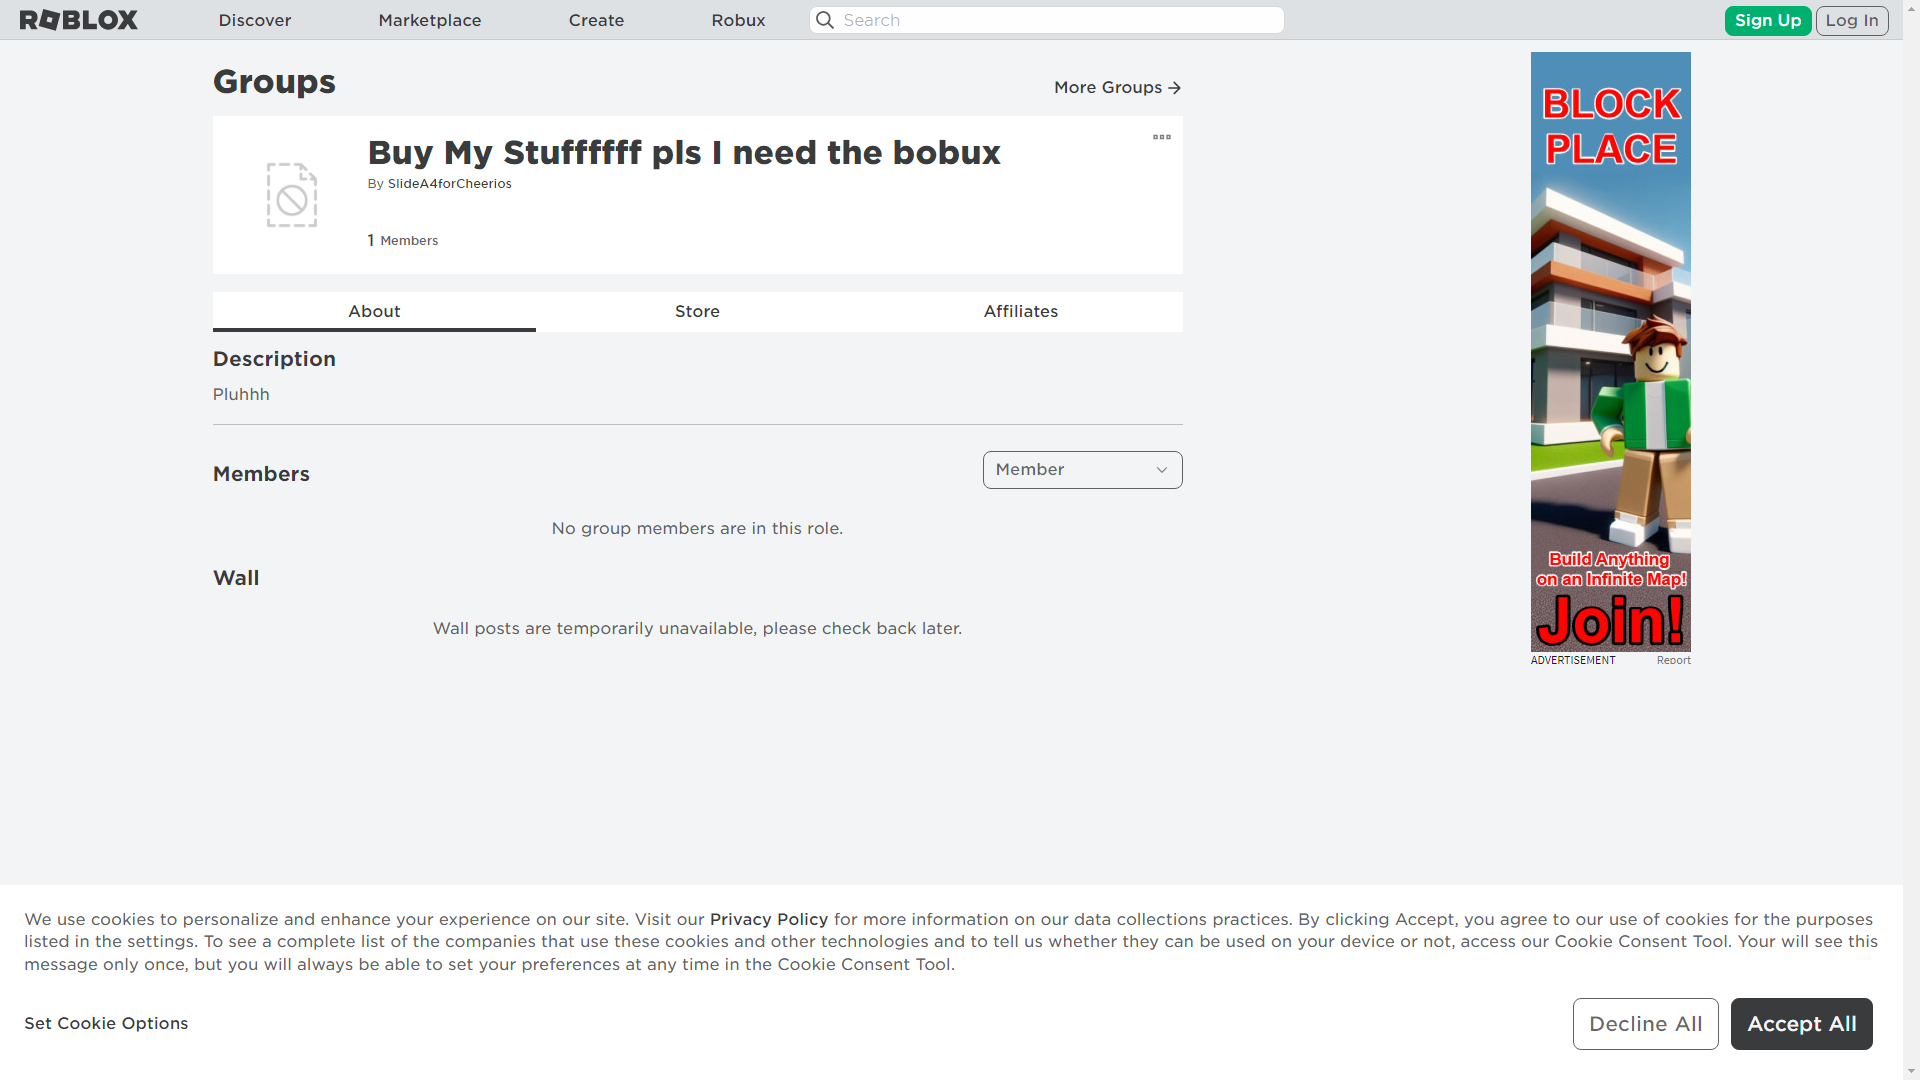 ROBLOX
Discover
Marketplace
Create
Robux
Search
Sign Up
Log In
Groups
More Groups
Buy My Stuffffff pls I need the bobux
By SlideA4forCheerios
1 Members
About
Store
Affiliates
Description
Pluhhh
Members
Member
No group members are in this role.
Wall
Wall posts are temporarily unavailable, please check back later.
BLOCK
PLACE
Build Anything
on an Infinite Map!
Join!
ADVERTISEMENT
Report
We use cookies to personalize and enhance your experience on our site. Visit our Privacy Policy for more information on our data collections practices. By clicking Accept, you agree to our use of cookies for the purposes
listed in the settings. To see a complete list of the companies that use these cookies and other technologies and to tell us whether they can be used on your device or not, access our Cookie Consent Tool. Your will see this
message only once, but you will always be able to set your preferences at any time in the Cookie Consent Tool.
Set Cookie Options
Decline All
Accept All